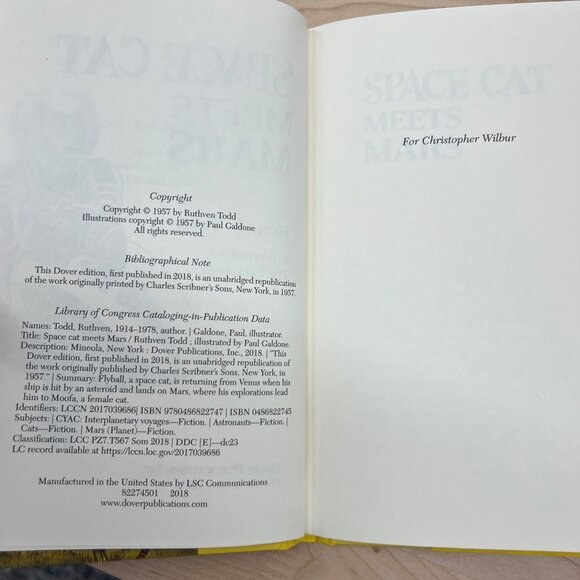 Copyright
Copyright © 1957 by Ruthven Todd
Illustrations copyright © 1957 by Paul Galdone
All rights reserved.
Bibliographical Note
This Dover edition, first published in 2018, is an unabridged republication
of the work originally printed by Charles Scribner's Sons, New York, in 1957.
Library of Congress Cataloging-in-Publication Data
Names: Todd, Ruthven, 1914–1978, author. | Galdone, Paul, illustrator.
Title: Space cat meets Mars / Ruthven Todd ; illustrated by Paul Galdone.
Description: Mineola, New York : Dover Publications, Inc., 2018. | "This
Dover edition, first published in 2018, is an unabridged republication of
the work originally published by Charles Scribner's Sons, New York, in
1957." | Summary: Flyball, a space cat, is returning from Venus when his
ship is hit by an asteroid and lands on Mars, where his explorations lead
him to Moofa, a female cat.
Identifiers: LCCN 2017039686| ISBN 9780486822747 | ISBN 0486822745
Subjects: | CYAC: Interplanetary voyages—Fiction. | Astronauts—Fiction. |
Cats—Fiction. | Mars (Planet)—Fiction.
Classification: LCC PZ7.T567 Som 2018 | DDC [E]—dc23
LC record available at https://lccn.loc.gov/2017039686
Manufactured in the United States by LSC Communications
82274501 2018
www.doverpublications.com
SPACE CAT
MEETS
MARS
For Christopher Wilbur